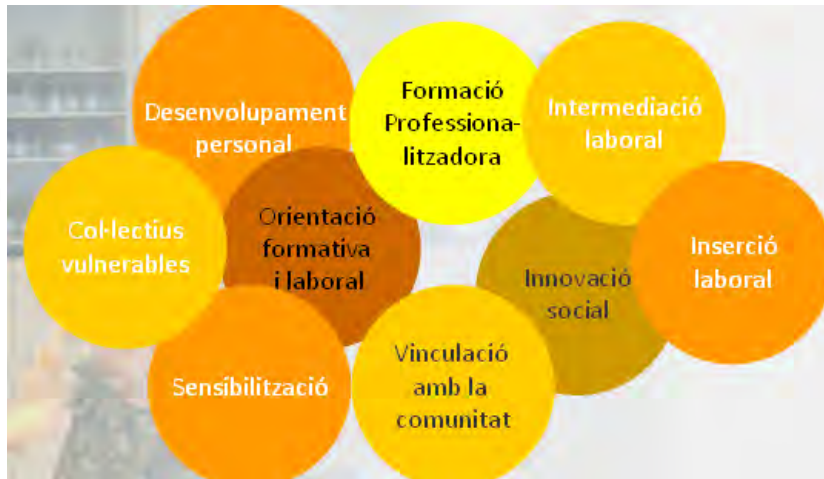 Desenvolupament
personal
Formació
Professiona-
litzadora
Intermediació
laboral
Col·lectius
vulnerables
Orientació
formativa
i laboral
Innovació
social
Inserció
laboral
Sensibilització
Vinculació
amb la
comunitat